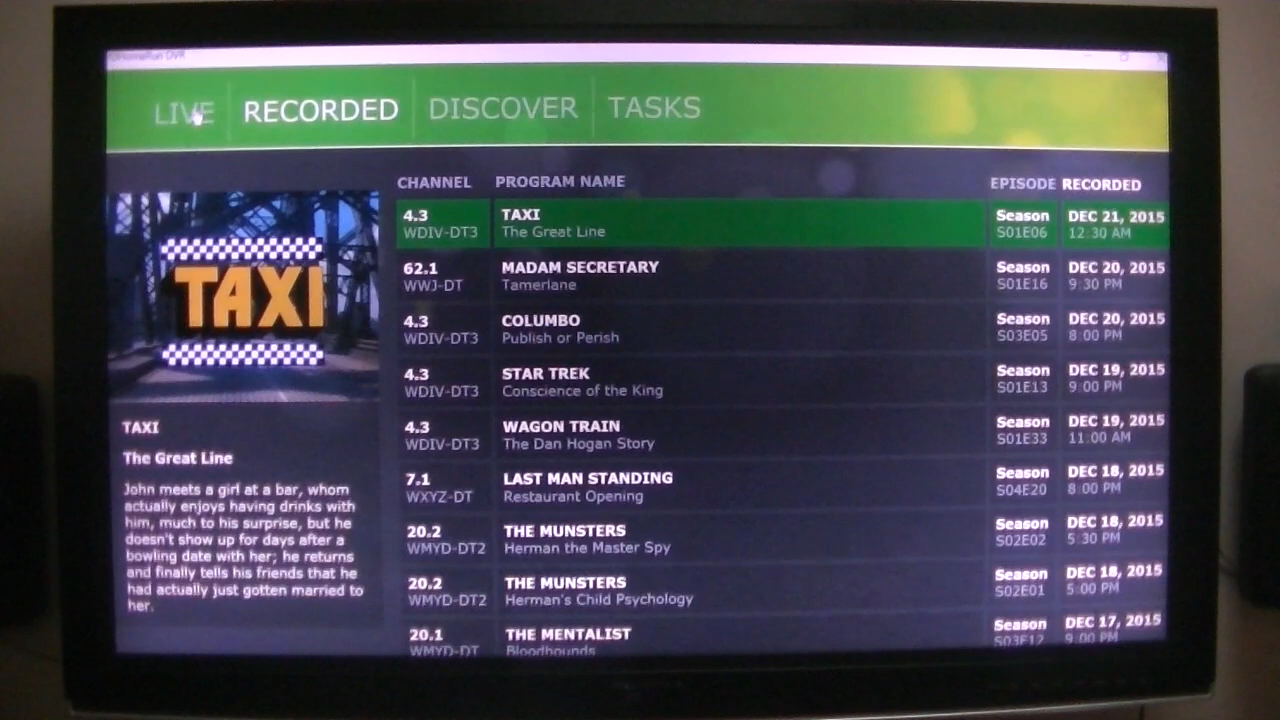 HomeRun DVR
LIVE RECORDED DISCOVER TASKS
CHANNEL PROGRAM NAME EPISODE RECORDED
TAXI
TAXI
The Great Line
John meets a girl at a bar, whom
actually enjoys having drinks with
him, much to his surprise, but he
doesn't show up for days after a
bowling date with her; he returns
and finally tells his friends that he
had actually just gotten married to
her.
4.3 TAXI Season DEC 21, 2015
WDIV-DT3 The Great Line S01E06 12:30 AM
62.1 MADAM SECRETARY Season DEC 20, 2015
WWJ-DT Tamerlane S01E16 9:30 PM
4.3 COLUMBO Season DEC 20, 2015
WDIV-DT3 Publish or Perish S03E05 8:00 PM
4.3 STAR TREK Season DEC 19, 2015
WDIV-DT3 Conscience of the King S01E13 9:00 PM
4.3 WAGON TRAIN Season DEC 19, 2015
WDIV-DT3 The Dan Hogan Story S01E33 11:00 AM
7.1 LAST MAN STANDING Season DEC 18, 2015
WXYZ-DT Restaurant Opening S04E20 8:00 PM
20.2 THE MUNSTERS Season DEC 18, 2015
WMYD-DT2 Herman the Master Spy S02E02 5:30 PM
20.2 THE MUNSTERS Season DEC 18, 2015
WMYD-DT2 Herman's Child Psychology S02E01 5:00 PM
20.1 THE MENTALIST Season DEC 17, 2015
WMYD-DT Bloodhounds S03F12 9:00 PM